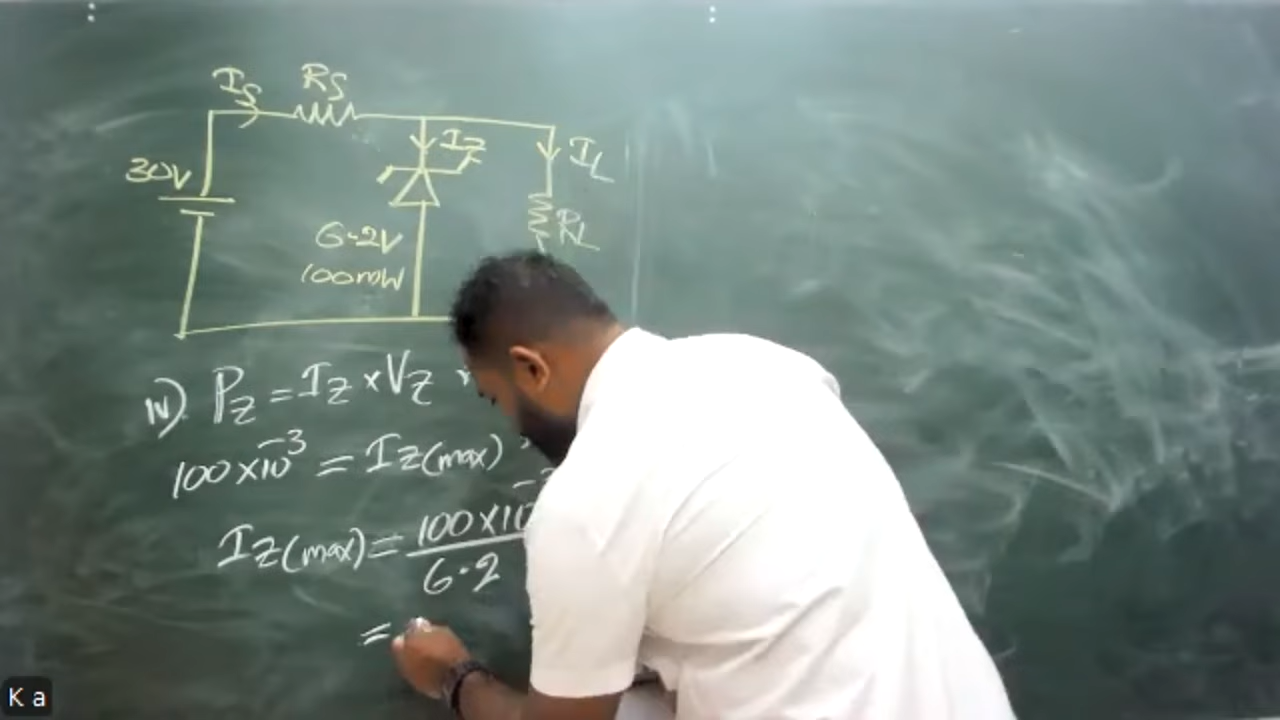 Is Rs
30V
Iz
IL
RL
6.2V
100mW
iv) Pz = Iz × Vz
100 × 10⁻³ = Iz(max)
Iz(max) = 100 × 10
6.2
=
K a